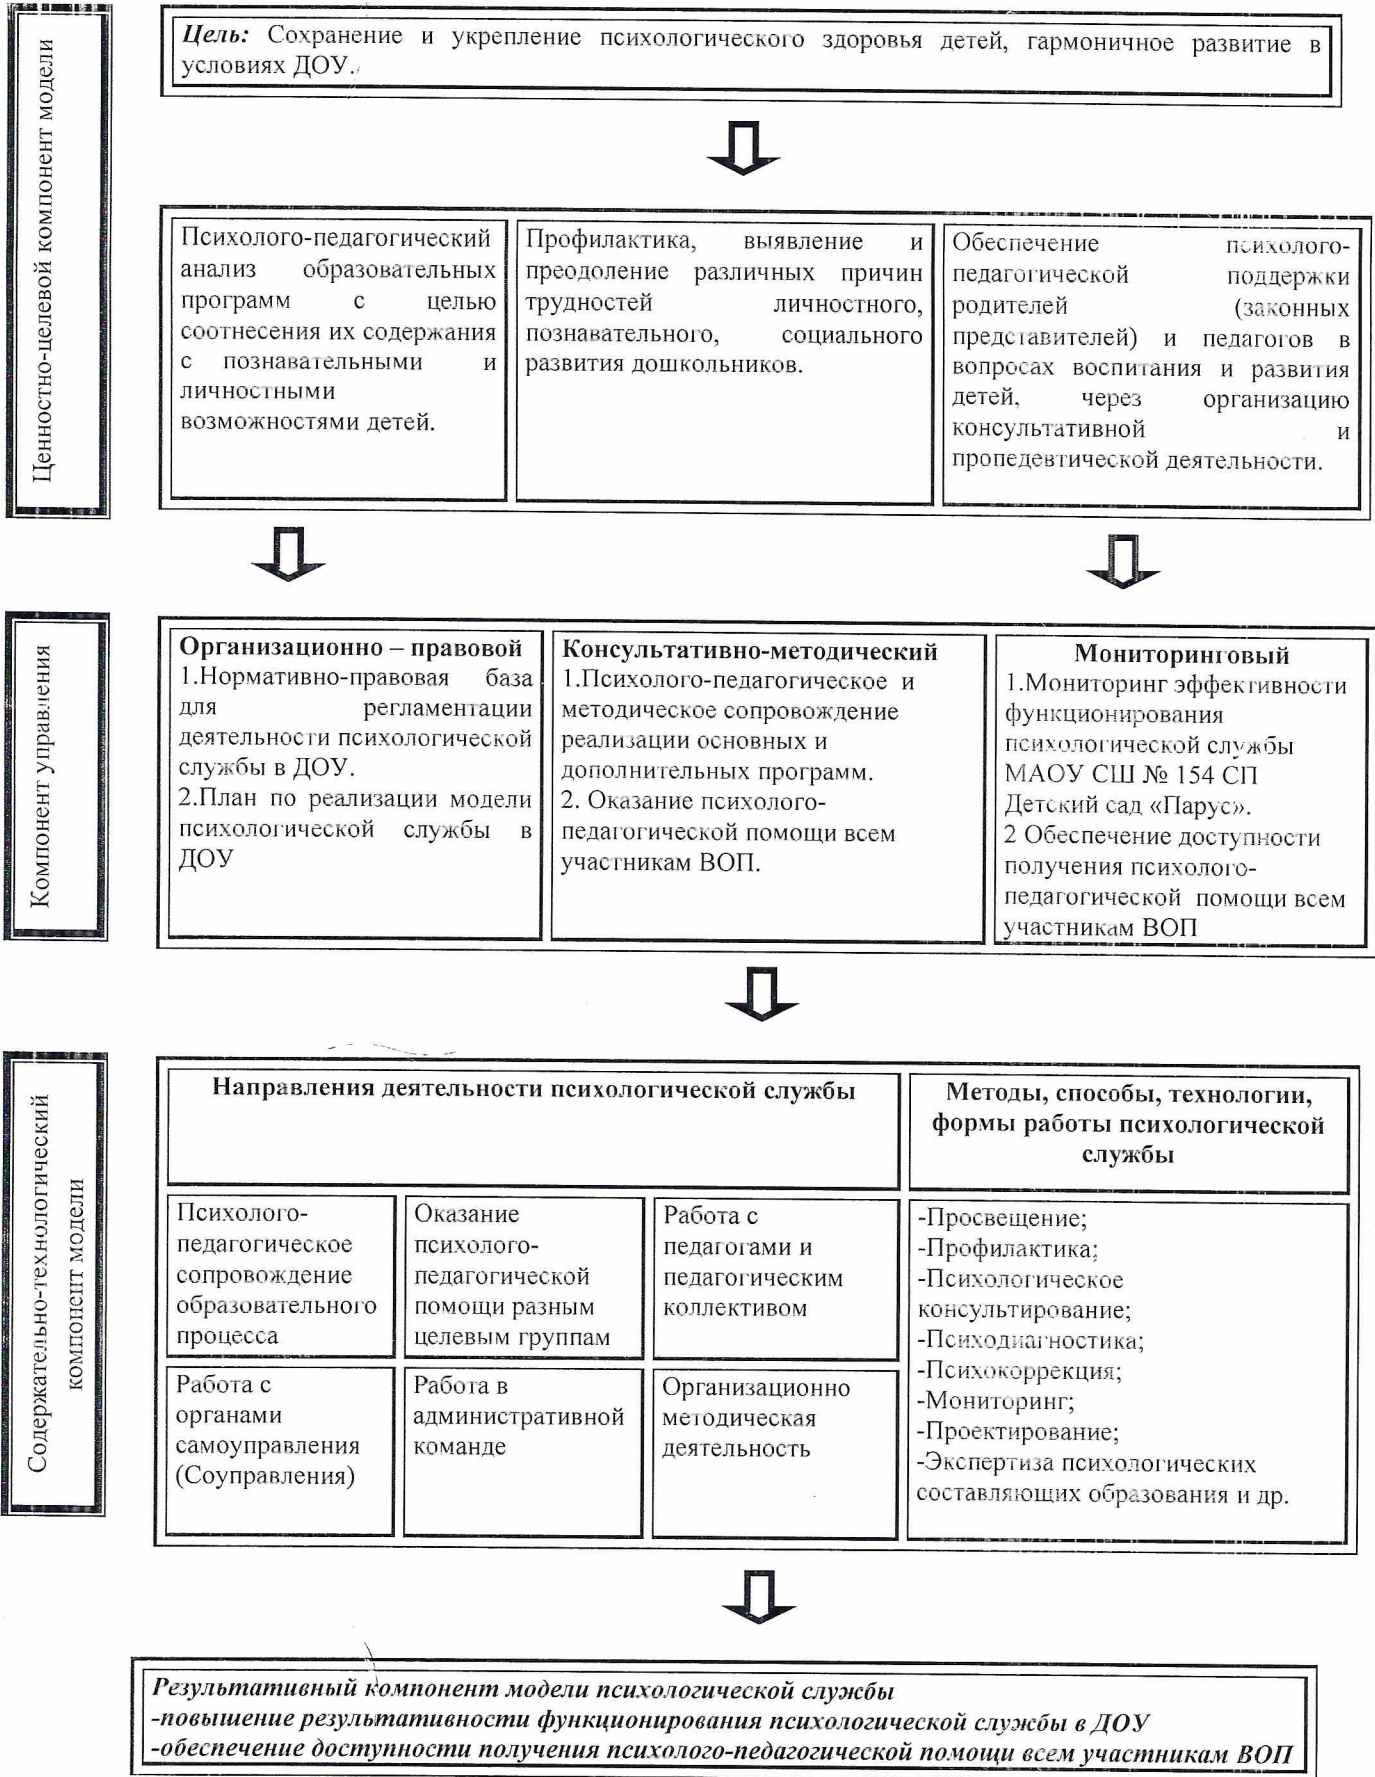 Ценностно-целевой компонент модели
Цель: Сохранение и укрепление психологического здоровья детей, гармоничное развитие в
условиях ДОУ.
Психолого-педагогический
анализ образовательных
программ с целью
соотнесения их содержания
с познавательными и
личностными
возможностями детей.
Профилактика, выявление и
преодоление различных причин
трудностей личностного,
познавательного, социального
развития дошкольников.
Обеспечение психолого-
педагогической поддержки
родителей (законных
представителей) и педагогов в
вопросах воспитания и развития
детей, через организацию
консультативной и
пропедевтической деятельности.
Компонент управления
Организационно – правовой
1.Нормативно-правовая база
для регламентации
деятельности психологической
службы в ДОУ.
2.План по реализации модели
психологической службы в
ДОУ
Консультативно-методический
1.Психолого-педагогическое и
методическое сопровождение
реализации основных и
дополнительных программ.
2. Оказание психолого-
педагогической помощи всем
участникам ВОП.
Мониторинговый
1.Мониторинг эффективности
функционирования
психологической службы
МАОУ СШ № 154 СП
Детский сад «Парус».
2 Обеспечение доступности
получения психолого-
педагогической помощи всем
участникам ВОП
Содержательно-технологический
компонент модели
Направления деятельности психологической службы
Методы, способы, технологии,
формы работы психологической
службы
Психолого-
педагогическое
сопровождение
образовательного
процесса
Оказание
психолого-
педагогической
помощи разным
целевым группам
Работа с
педагогами и
педагогическим
коллективом
Работа с
органами
самоуправления
(Соуправления)
Работа в
административной
команде
Организационно
методическая
деятельность
-Просвещение;
-Профилактика;
-Психологическое
консультирование;
-Психодиагностика;
-Психокоррекция;
-Мониторинг;
-Проектирование;
-Экспертиза психологических
составляющих образования и др.
Результативный компонент модели психологической службы
-повышение результативности функционирования психологической службы в ДОУ
-обеспечение доступности получения психолого-педагогической помощи всем участникам ВОП